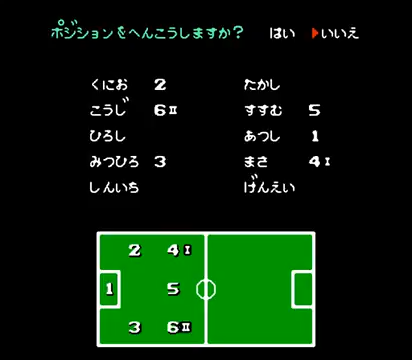 ポジションをへんこうしますか? はい ▶いいえ
くにお 2 たかし
こうじ 6II すすむ 5
ひろし あつし 1
みつひろ 3 まさ 4I
しんいち げんえい
2 4I
1 5
3 6II